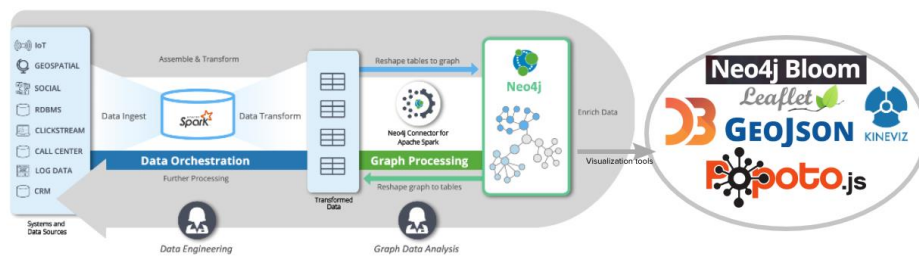 IoT
GEOSPATIAL
SOCIAL
RDBMS
CLICKSTREAM
CALL CENTER
LOG DATA
CRM
Systems and
Data Sources
Assemble & Transform
Data Ingest
Spark
Data Transform
Data Orchestration
Further Processing
Data Engineering
Transformed
Data
Reshape tables to graph
Neo4j Connector for
Apache Spark
Graph Processing
Reshape graph to tables
Graph Data Analysis
Neo4j
Enrich Data
Visualization tools
Neo4j Bloom
Leaflet
D3
GEOJSON
KINEVIZ
Popoto.js